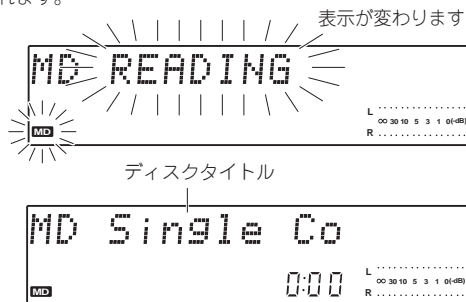 れます。
表示が変わります
MD READING
MD
L
∞ 30 10 5 3 1 0(-dB)
R
ディスクタイトル
MD Single Co
MD
0:00
L
∞ 30 10 5 3 1 0(-dB)
R